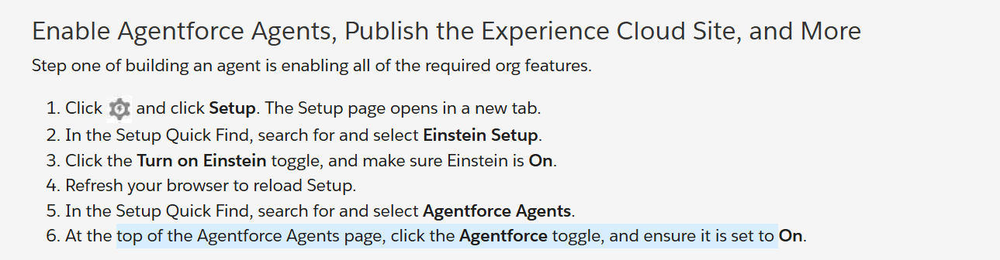 Enable Agentforce Agents, Publish the Experience Cloud Site, and More
Step one of building an agent is enabling all of the required org features.
1. Click and click Setup. The Setup page opens in a new tab.
2. In the Setup Quick Find, search for and select Einstein Setup.
3. Click the Turn on Einstein toggle, and make sure Einstein is On.
4. Refresh your browser to reload Setup.
5. In the Setup Quick Find, search for and select Agentforce Agents.
6. At the top of the Agentforce Agents page, click the Agentforce toggle, and ensure it is set to On.